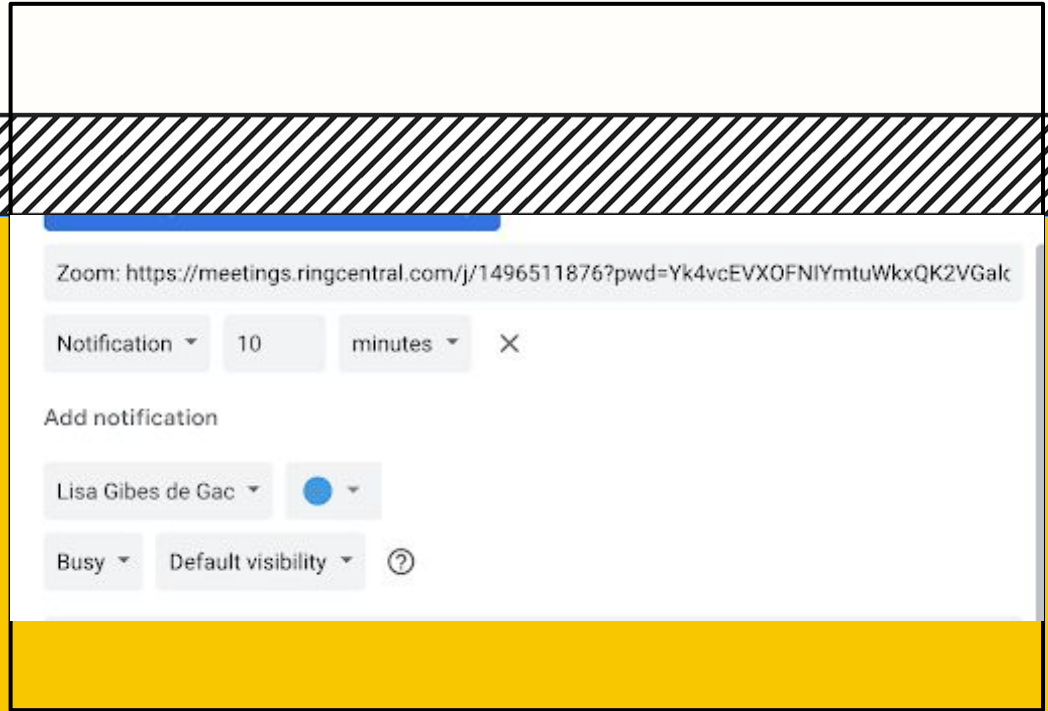 Zoom: https://meetings.ringcentral.com/j/1496511876?pwd=Yk4vcEVXOFNIYmtuWkxQK2VGalc
Notification 10 minutes
Add notification
Lisa Gibes de Gac
Busy Default visibility